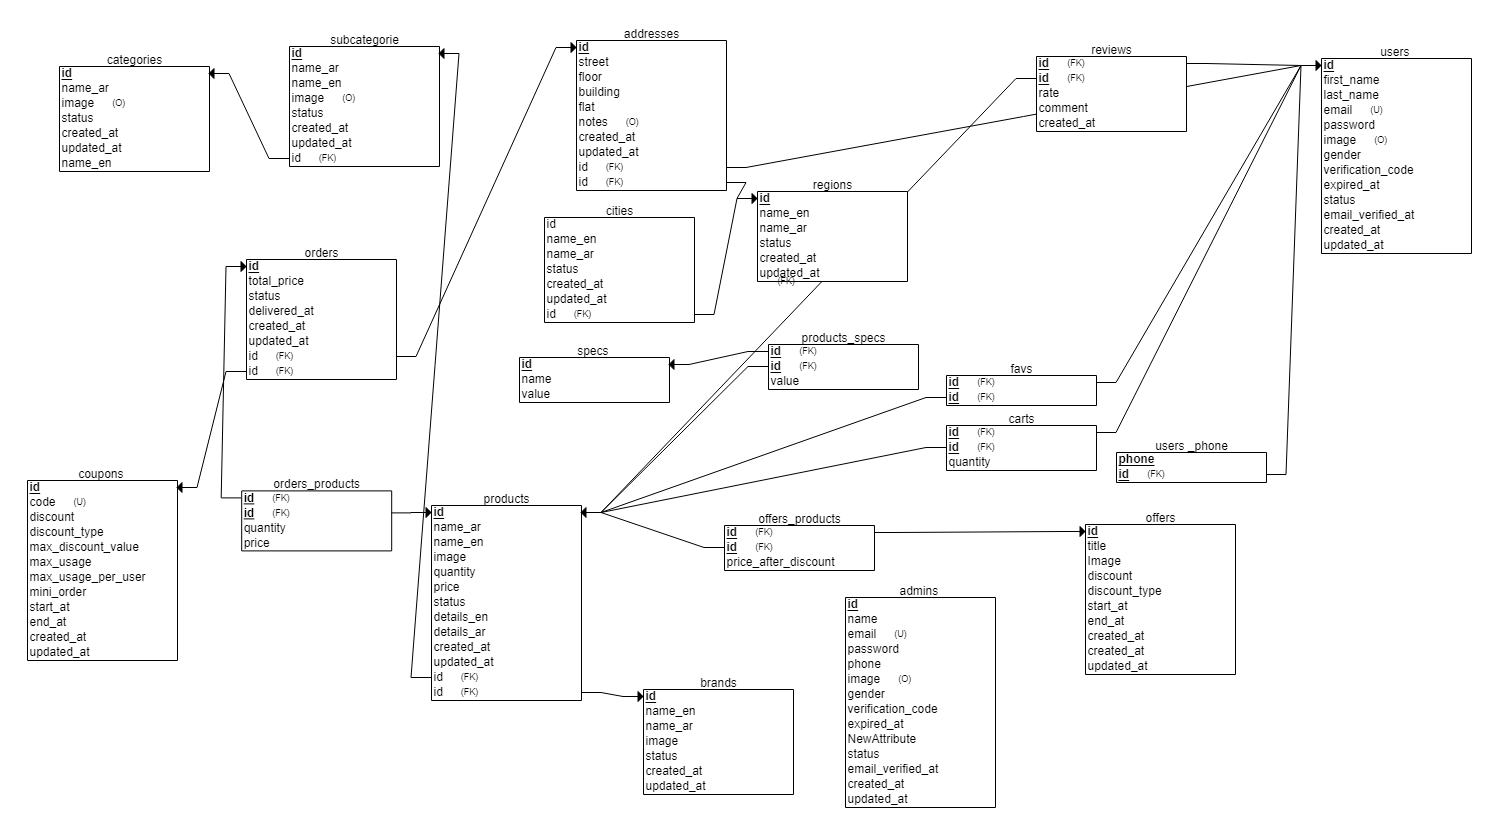 categories
id
name_ar
image (O)
status
created_at
updated_at
name_en
subcategorie
id
name_ar
name_en
image (O)
status
created_at
updated_at
id (FK)
addresses
id
street
floor
building
flat
notes (O)
created_at
updated_at
id (FK)
id (FK)
reviews
id (FK)
id (FK)
rate
comment
created_at
users
id
first_name
last_name
email (U)
password
image (O)
gender
verification_code
expired_at
status
email_verified_at
created_at
updated_at
regions
id
name_en
name_ar
status
created_at
updated_at
(FK)
cities
id
name_en
name_ar
status
created_at
updated_at
id (FK)
orders
id
total_price
status
delivered_at
created_at
updated_at
id (FK)
id (FK)
specs
id
name
value
products_specs
id (FK)
id (FK)
value
favs
id (FK)
id (FK)
carts
id (FK)
id (FK)
quantity
users _phone
phone
id (FK)
coupons
id
code (U)
discount
discount_type
max_discount_value
max_usage
max_usage_per_user
mini_order
start_at
end_at
created_at
updated_at
orders_products
id (FK)
id (FK)
quantity
price
products
id
name_ar
name_en
image
quantity
price
status
details_en
details_ar
created_at
updated_at
id (FK)
id (FK)
offers_products
id (FK)
id (FK)
price_after_discount
offers
id
title
Image
discount
discount_type
start_at
end_at
created_at
created_at
updated_at
admins
id
name
email (U)
password
phone
image (O)
gender
verification_code
expired_at
NewAttribute
status
email_verified_at
created_at
updated_at
brands
id
name_en
name_ar
image
status
created_at
updated_at